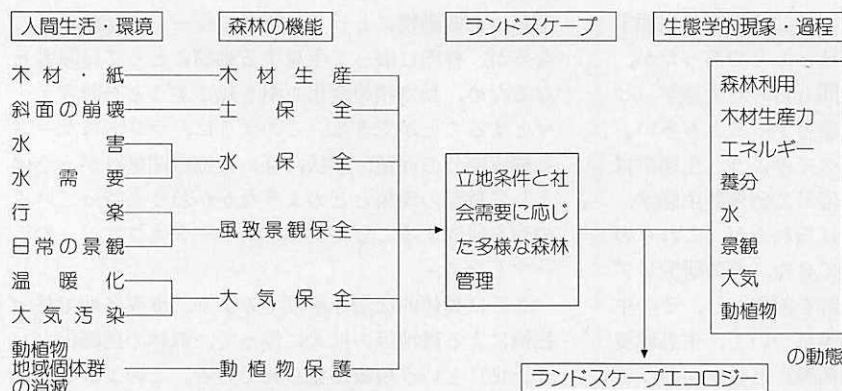 人間生活・環境
森林の機能
ランドスケープ
生態学的現象・過程
木材・紙
斜面の崩壊
水害
水需要
行楽
日常の景観
温暖化
大気汚染
動植物
地域個体群
の消滅
木材生産
土保全
水保全
風致景観保全
大気保全
動植物保護
立地条件と社
会需要に応じ
た多様な森林
管理
森林利用
木材生産力
エネルギー
養分
水
景観
大気
動植物
の動態
ランドスケープエコロジー